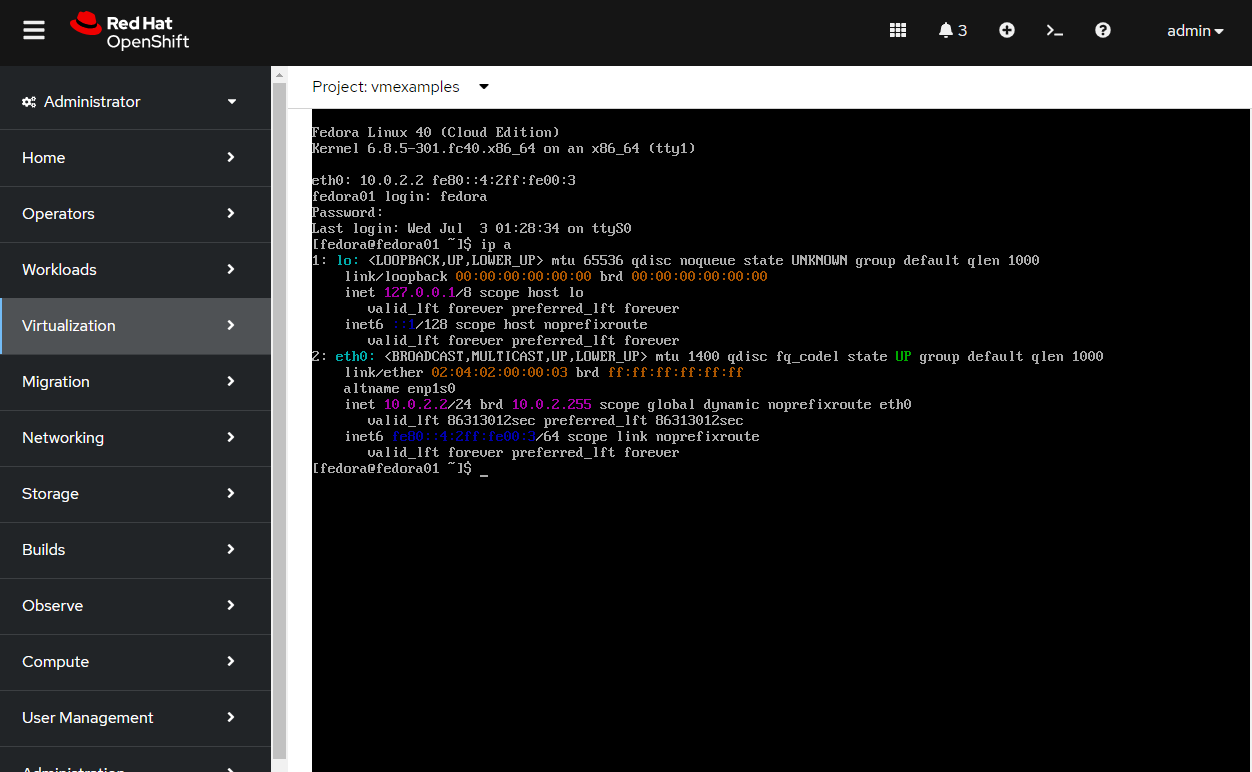 Red Hat
OpenShift
3
admin
Administrator
Home
Operators
Workloads
Virtualization
Migration
Networking
Storage
Builds
Observe
Compute
User Management
Administration
Project: vmexamples
Fedora Linux 40 (Cloud Edition)
Kernel 6.8.5-301.fc40.x86_64 on an x86_64 (tty1)
eth0: 10.0.2.2 fe80::4:2ff:fe00:3
fedora01 login: fedora
Password:
Last login: Wed Jul  3 01:28:34 on ttyS0
[fedora@fedora01 ~]$ ip a
1: lo: <LOOPBACK,UP,LOWER_UP> mtu 65536 qdisc noqueue state UNKNOWN group default qlen 1000
    link/loopback 00:00:00:00:00:00 brd 00:00:00:00:00:00
    inet 127.0.0.1/8 scope host lo
       valid_lft forever preferred_lft forever
    inet6 ::1/128 scope host noprefixroute
       valid_lft forever preferred_lft forever
2: eth0: <BROADCAST,MULTICAST,UP,LOWER_UP> mtu 1400 qdisc fq_codel state UP group default qlen 1000
    link/ether 02:04:02:00:00:03 brd ff:ff:ff:ff:ff:ff
    altname enp1s0
    inet 10.0.2.2/24 brd 10.0.2.255 scope global dynamic noprefixroute eth0
       valid_lft 86313012sec preferred_lft 86313012sec
    inet6 fe80::4:2ff:fe00:3/64 scope link noprefixroute
       valid_lft forever preferred_lft forever
[fedora@fedora01 ~]$ _